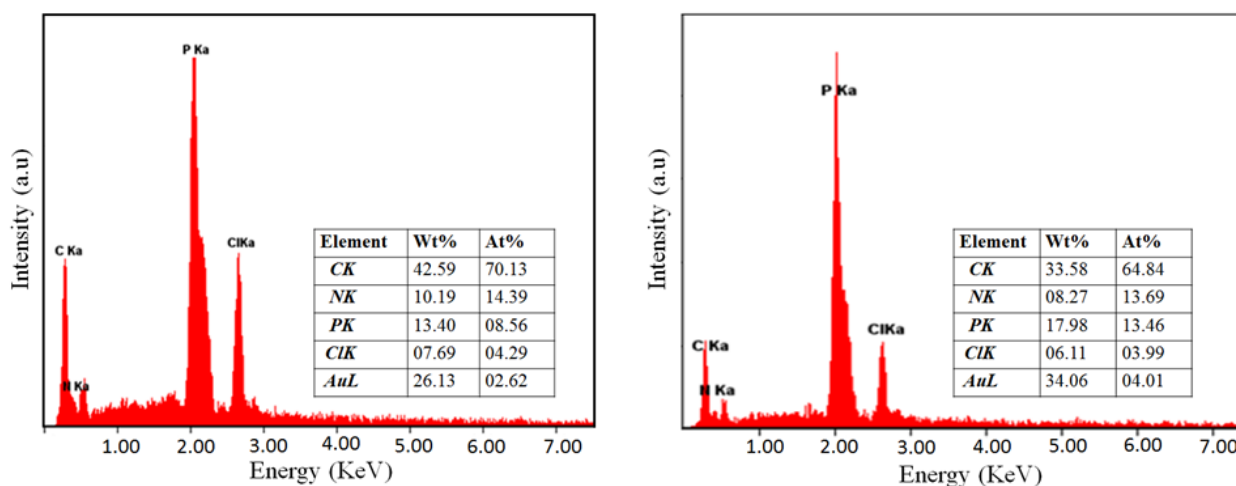 P Ka
C Ka
ClKa
N Ka
Element Wt% At%
CK 42.59 70.13
NK 10.19 14.39
PK 13.40 08.56
ClK 07.69 04.29
AuL 26.13 02.62
Intensity (a.u)
1.00 2.00 3.00 4.00 5.00 6.00 7.00
Energy (KeV)
P Ka
ClKa
C Ka
N Ka
Element Wt% At%
CK 33.58 64.84
NK 08.27 13.69
PK 17.98 13.46
ClK 06.11 03.99
AuL 34.06 04.01
Intensity (a.u)
1.00 2.00 3.00 4.00 5.00 6.00 7.00
Energy (KeV)